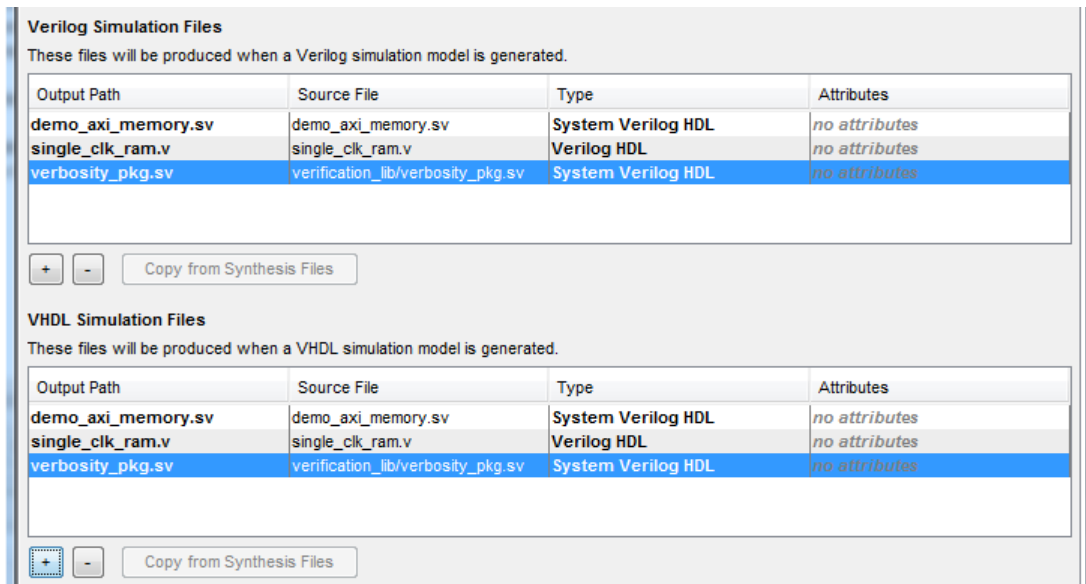 Verilog Simulation Files
These files will be produced when a Verilog simulation model is generated.
Output Path Source File Type Attributes
demo_axi_memory.sv demo_axi_memory.sv System Verilog HDL no attributes
single_clk_ram.v single_clk_ram.v Verilog HDL no attributes
verbosity_pkg.sv verification_lib/verbosity_pkg.sv System Verilog HDL no attributes
+ - Copy from Synthesis Files
VHDL Simulation Files
These files will be produced when a VHDL simulation model is generated.
Output Path Source File Type Attributes
demo_axi_memory.sv demo_axi_memory.sv System Verilog HDL no attributes
single_clk_ram.v single_clk_ram.v Verilog HDL no attributes
verbosity_pkg.sv verification_lib/verbosity_pkg.sv System Verilog HDL no attributes
+ - Copy from Synthesis Files